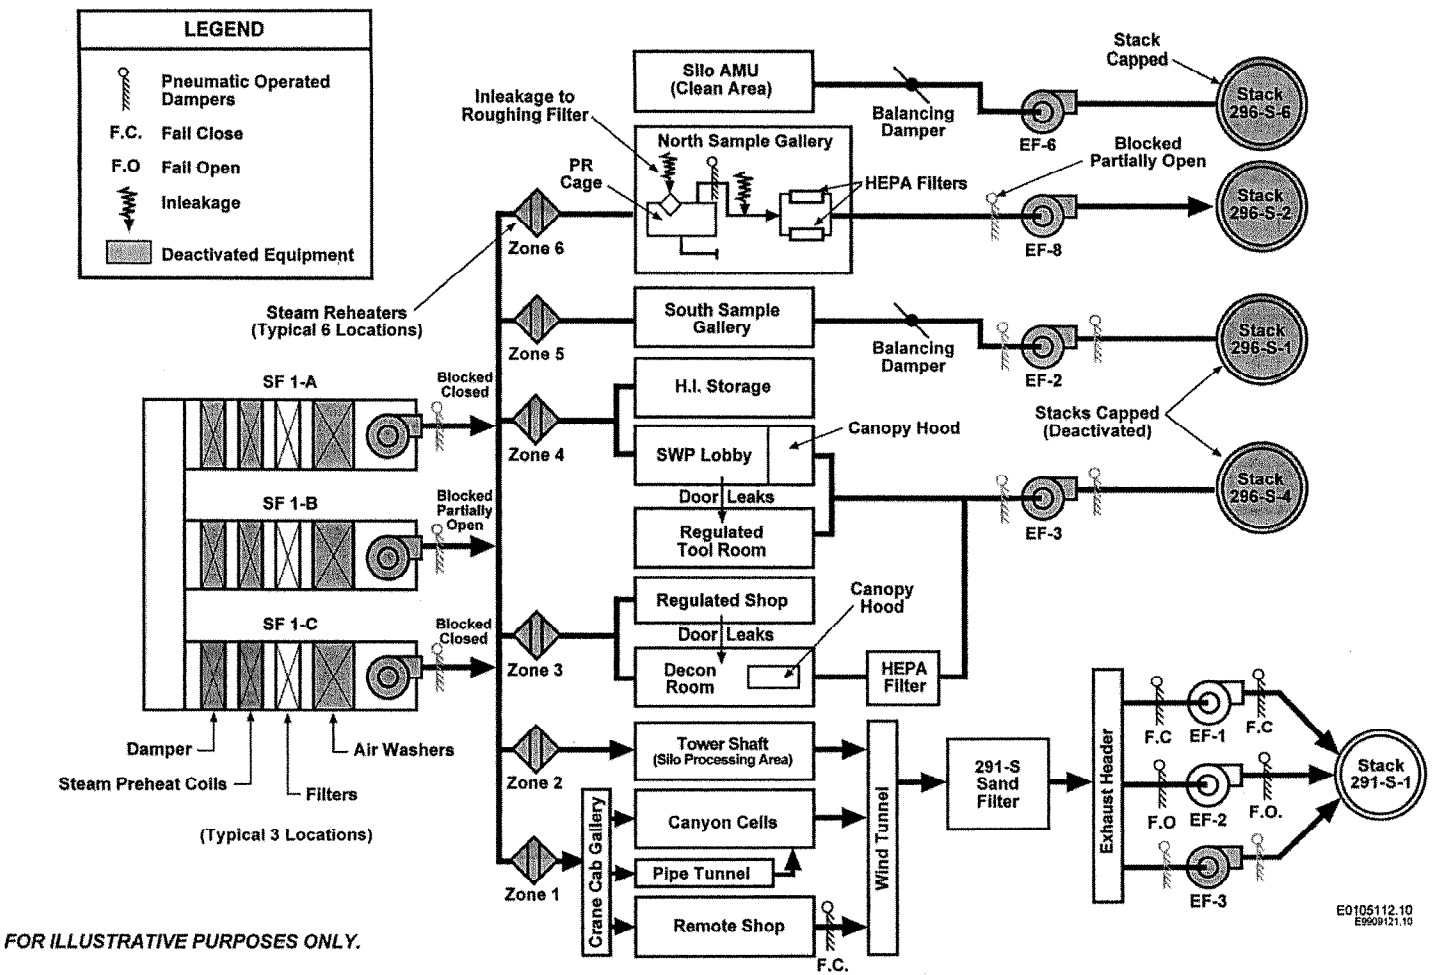 LEGEND
Pneumatic Operated
Dampers
F.C.
Fail Close
F.O
Fail Open
Inleakage
Deactivated Equipment
Silo AMU
(Clean Area)
Balancing
Damper
EF-6
Stack
Capped
Stack
296-S-6
Inleakage to
Roughing Filter
North Sample Gallery
PR
Cage
HEPA Filters
Blocked
Partially Open
EF-8
Stack
296-S-2
Zone 6
Steam Reheaters
(Typical 6 Locations)
South Sample
Gallery
Zone 5
Balancing
Damper
EF-2
Stack
296-S-1
Stacks Capped
(Deactivated)
SF 1-A
Blocked
Closed
H.I. Storage
Zone 4
SWP Lobby
Canopy Hood
Door Leaks
Regulated
Tool Room
EF-3
Stack
296-S-4
SF 1-B
Blocked
Partially
Open
SF 1-C
Blocked
Closed
Regulated Shop
Door Leaks
Zone 3
Decon
Room
Canopy
Hood
HEPA
Filter
Damper
Steam Preheat Coils
Filters
Air Washers
(Typical 3 Locations)
Zone 2
Tower Shaft
(Silo Processing Area)
Zone 1
Crane Cab Gallery
Canyon Cells
Pipe Tunnel
Remote Shop
F.C.
Wind Tunnel
291-S
Sand
Filter
Exhaust Header
F.C
EF-1
F.C
F.O
EF-2
F.O.
EF-3
Stack
291-S-1
E0105112.10
E9909121.10
FOR ILLUSTRATIVE PURPOSES ONLY.